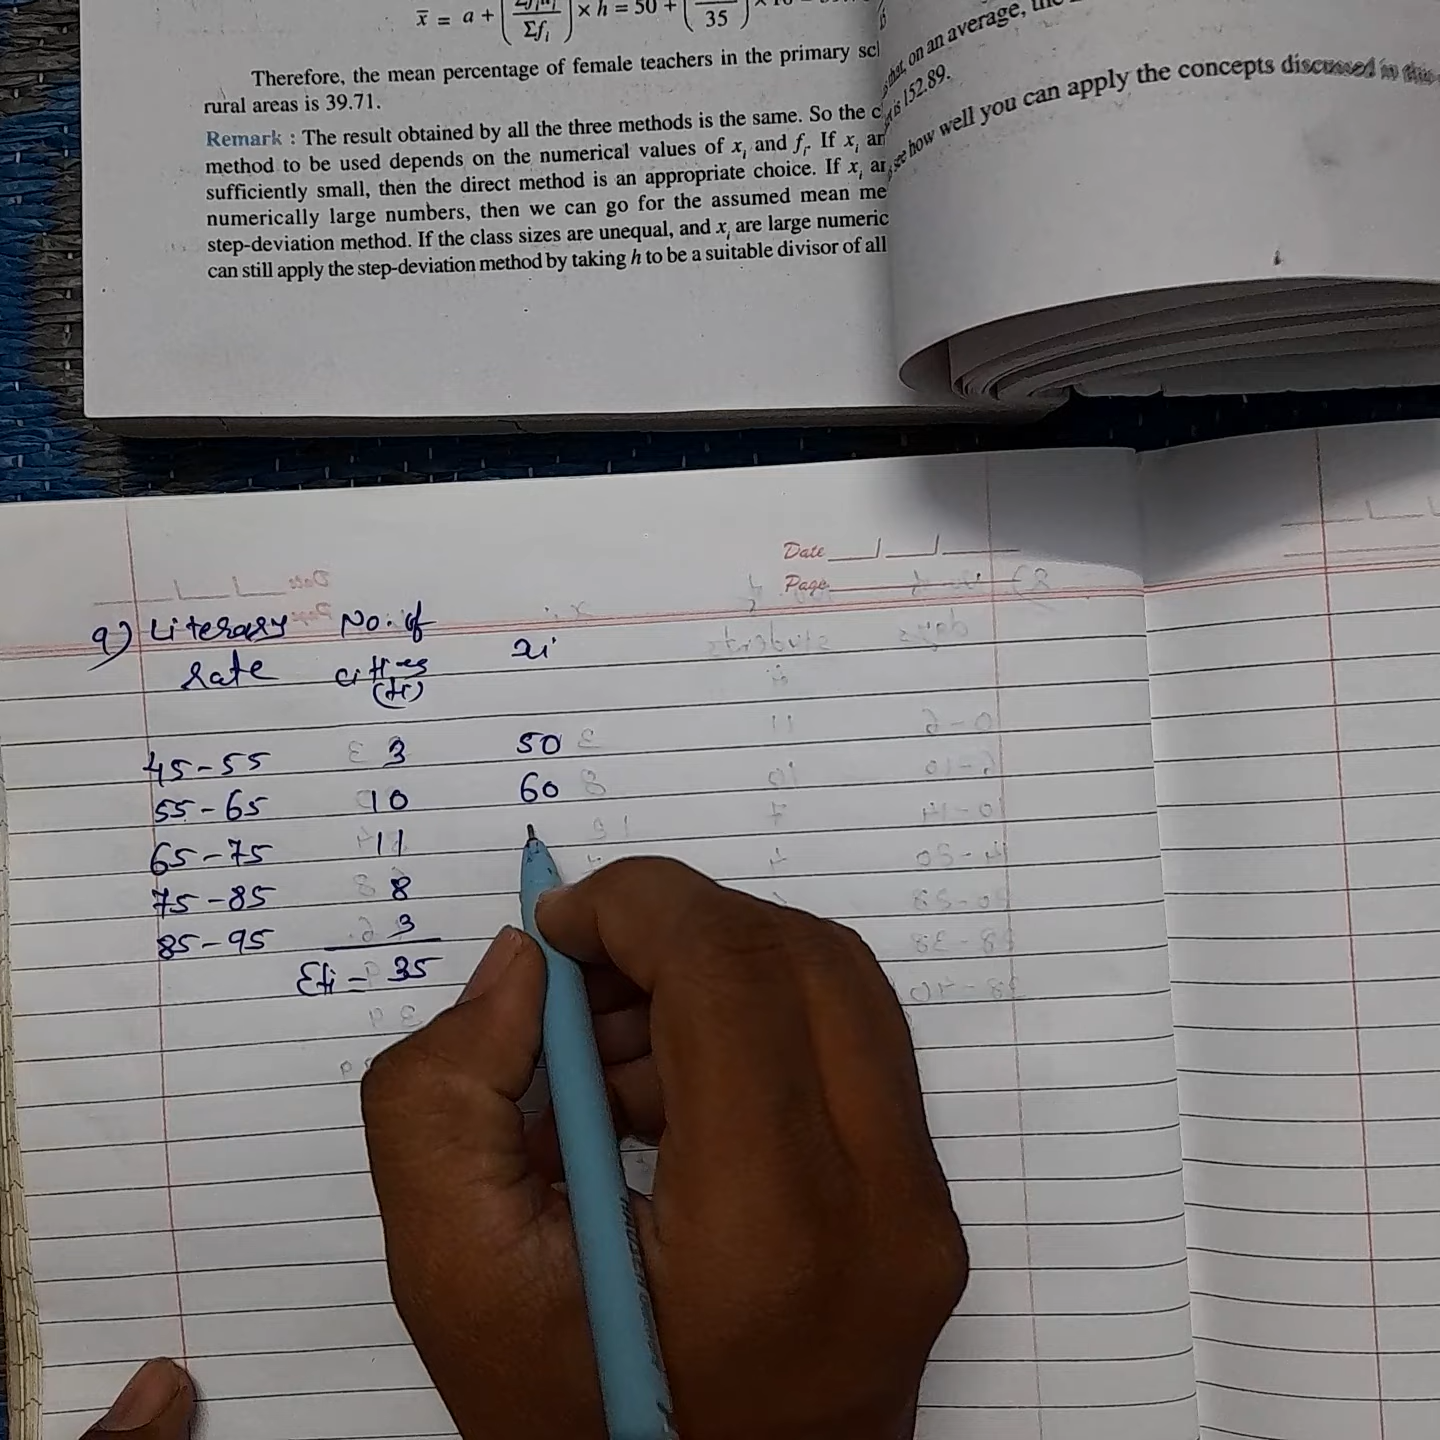 x̄ = a + (Σfᵢuᵢ / Σfᵢ) × h = 50 + ( / 35)
Therefore, the mean percentage of female teachers in the primary
rural areas is 39.71.
Remark : The result obtained by all the three methods is the same. So the
method to be used depends on the numerical values of xᵢ and fᵢ. If xᵢ
sufficiently small, then the direct method is an appropriate choice. If xᵢ
numerically large numbers, then we can go for the assumed mean
step-deviation method. If the class sizes are unequal, and xᵢ are large
can still apply the step-deviation method by taking h to be a suitable divisor of all
that, on an average,
is 152.89.
see how well you can apply the concepts discussed in this
Date
Page
9) Literary No. of xi
rate citties
(fi)
45-55 3 50
55-65 10 60
65-75 11
75-85 8
85-95 3
Σfi = 35